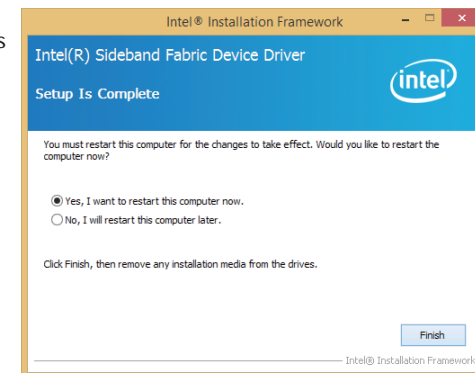 Intel® Installation Framework
s
Intel(R) Sideband Fabric Device Driver
Setup Is Complete
intel
You must restart this computer for the changes to take effect. Would you like to restart the
computer now?
Yes, I want to restart this computer now.
No, I will restart this computer later.
Click Finish, then remove any installation media from the drives.
Finish
Intel® Installation Framework